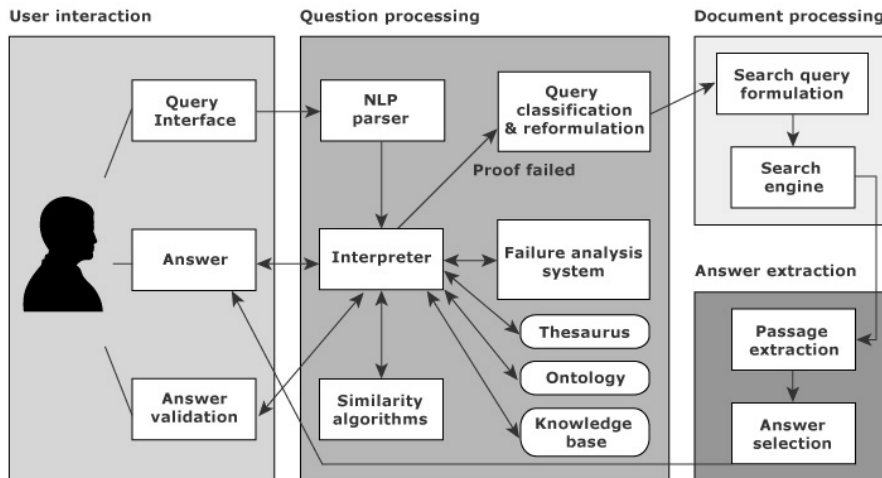 User interaction
Question processing
Document processing
Query
Interface
NLP
parser
Query
classification
& reformulation
Search query
formulation
Proof failed
Search
engine
Answer
Interpreter
Failure analysis
system
Answer extraction
Thesaurus
Passage
extraction
Ontology
Answer
validation
Similarity
algorithms
Knowledge
base
Answer
selection